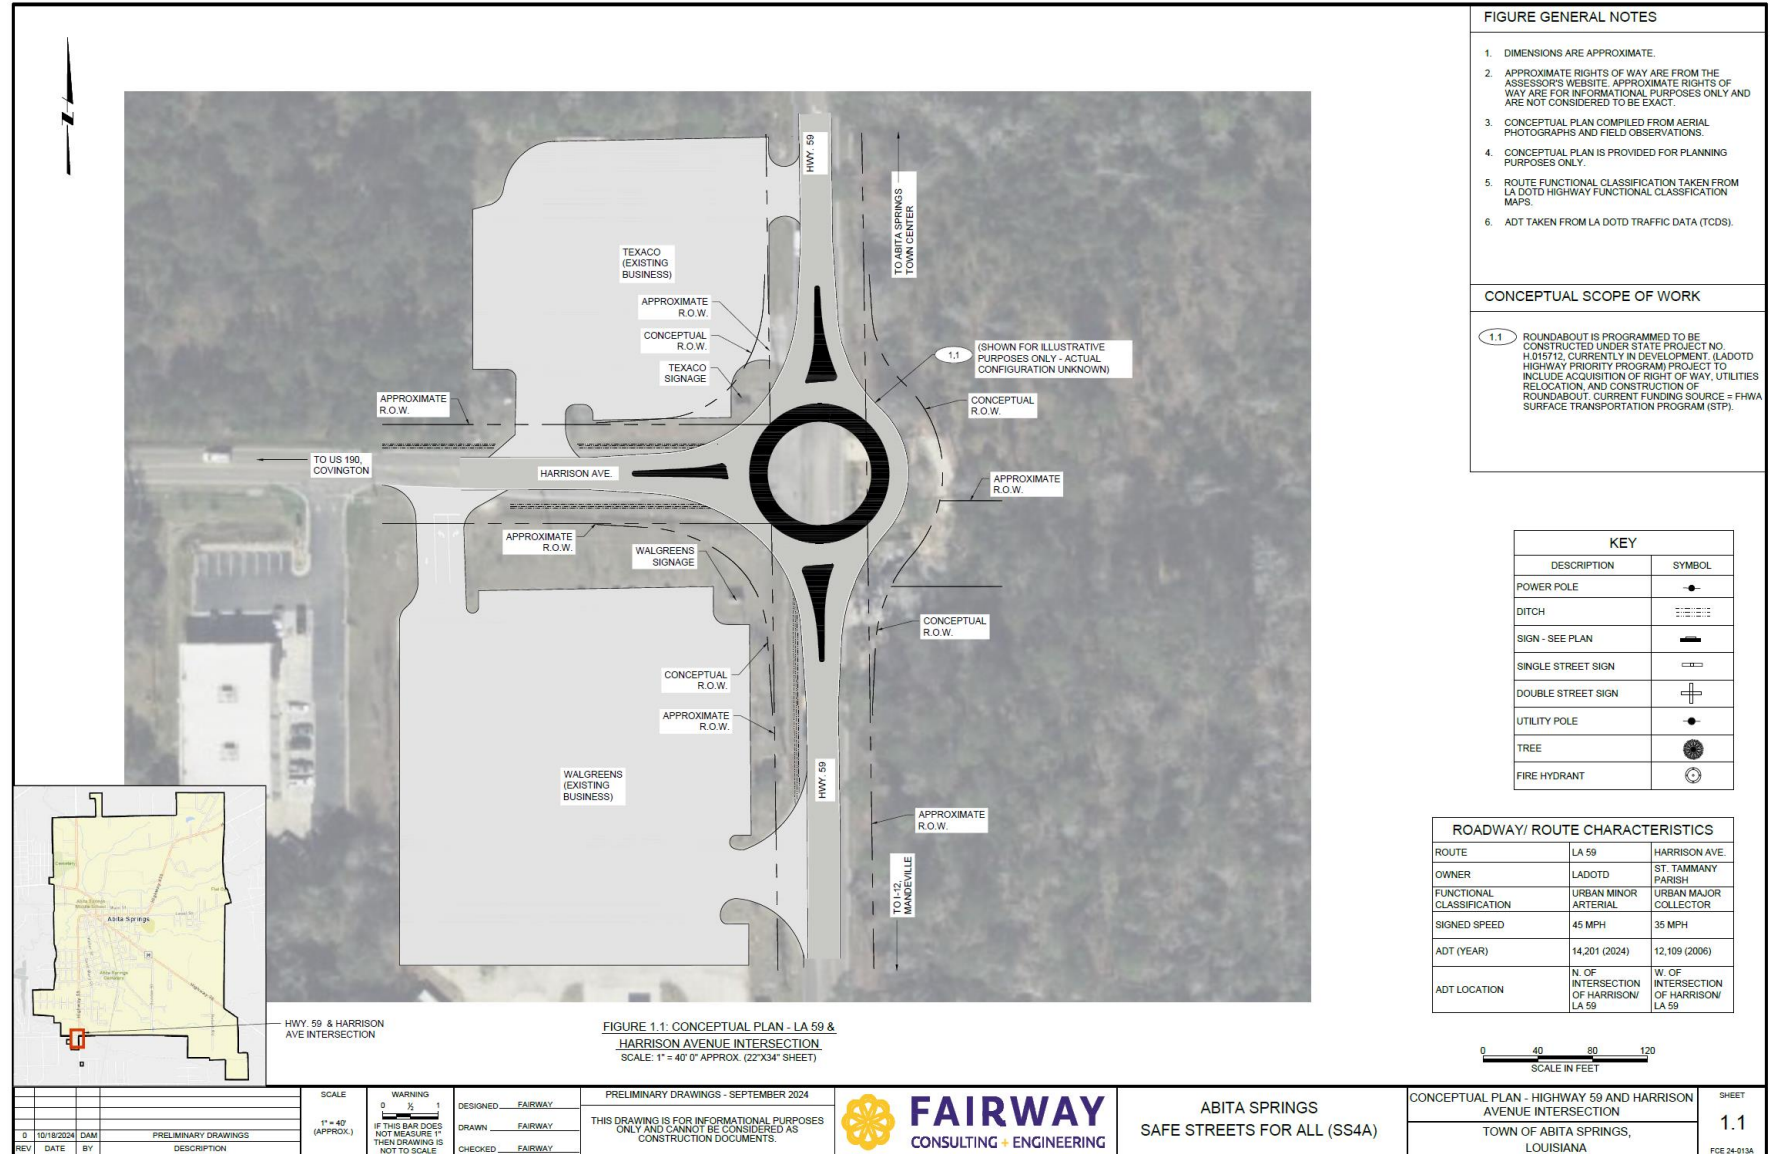 FIGURE GENERAL NOTES
1. DIMENSIONS ARE APPROXIMATE.
2. APPROXIMATE RIGHTS OF WAY ARE FROM THE
ASSESSOR'S WEBSITE. APPROXIMATE RIGHTS OF
WAY ARE FOR INFORMATIONAL PURPOSES ONLY AND
ARE NOT CONSIDERED TO BE EXACT.
3. CONCEPTUAL PLAN COMPILED FROM AERIAL
PHOTOGRAPHS AND FIELD OBSERVATIONS.
4. CONCEPTUAL PLAN IS PROVIDED FOR PLANNING
PURPOSES ONLY.
5. ROUTE FUNCTIONAL CLASSIFICATION TAKEN FROM
LA DOTD HIGHWAY FUNCTIONAL CLASSFICATION
MAPS.
6. ADT TAKEN FROM LA DOTD TRAFFIC DATA (TCDS).
CONCEPTUAL SCOPE OF WORK
1.1 ROUNDABOUT IS PROGRAMMED TO BE
CONSTRUCTED UNDER STATE PROJECT NO.
H.015712, CURRENTLY IN DEVELOPMENT. (LADOTD
HIGHWAY PRIORITY PROGRAM) PROJECT TO
INCLUDE ACQUISITION OF RIGHT OF WAY, UTILITIES
RELOCATION, AND CONSTRUCTION OF
ROUNDABOUT. CURRENT FUNDING SOURCE = FHWA
SURFACE TRANSPORTATION PROGRAM (STP).
N
HWY. 59
TO ABITA SPRINGS
TOWN CENTER
TEXACO
(EXISTING
BUSINESS)
APPROXIMATE
R.O.W.
CONCEPTUAL
R.O.W.
TEXACO
SIGNAGE
1.1
(SHOWN FOR ILLUSTRATIVE
PURPOSES ONLY - ACTUAL
CONFIGURATION UNKNOWN)
APPROXIMATE
R.O.W.
CONCEPTUAL
R.O.W.
TO US 190,
COVINGTON
HARRISON AVE.
APPROXIMATE
R.O.W.
APPROXIMATE
R.O.W.
WALGREENS
SIGNAGE
CONCEPTUAL
R.O.W.
CONCEPTUAL
R.O.W.
APPROXIMATE
R.O.W.
WALGREENS
(EXISTING
BUSINESS)
HWY. 59
APPROXIMATE
R.O.W.
TO I-12,
MANDEVILLE
Abita Springs
HWY. 59 & HARRISON
AVE INTERSECTION
FIGURE 1.1: CONCEPTUAL PLAN - LA 59 &
HARRISON AVENUE INTERSECTION
SCALE: 1" = 40' 0" APPROX. (22"X34" SHEET)
KEY
DESCRIPTION SYMBOL
POWER POLE
DITCH
SIGN - SEE PLAN
SINGLE STREET SIGN
DOUBLE STREET SIGN
UTILITY POLE
TREE
FIRE HYDRANT
ROADWAY/ ROUTE CHARACTERISTICS
ROUTE LA 59 HARRISON AVE.
OWNER LADOTD ST. TAMMANY
PARISH
FUNCTIONAL URBAN MINOR URBAN MAJOR
CLASSIFICATION ARTERIAL COLLECTOR
SIGNED SPEED 45 MPH 35 MPH
ADT (YEAR) 14,201 (2024) 12,109 (2006)
ADT LOCATION N. OF W. OF
INTERSECTION INTERSECTION
OF HARRISON/ OF HARRISON/
LA 59 LA 59
0 40 80 120
SCALE IN FEET
0 10/18/2024 DAM PRELIMINARY DRAWINGS
REV DATE BY DESCRIPTION
SCALE
1" = 40'
(APPROX.)
WARNING
0 ½ 1
IF THIS BAR DOES
NOT MEASURE 1"
THEN DRAWING IS
NOT TO SCALE
DESIGNED FAIRWAY
DRAWN FAIRWAY
CHECKED FAIRWAY
PRELIMINARY DRAWINGS - SEPTEMBER 2024
THIS DRAWING IS FOR INFORMATIONAL PURPOSES
ONLY AND CANNOT BE CONSIDERED AS
CONSTRUCTION DOCUMENTS.
FAIRWAY
CONSULTING + ENGINEERING
ABITA SPRINGS
SAFE STREETS FOR ALL (SS4A)
CONCEPTUAL PLAN - HIGHWAY 59 AND HARRISON
AVENUE INTERSECTION
TOWN OF ABITA SPRINGS,
LOUISIANA
SHEET
1.1
FCE 24-013A